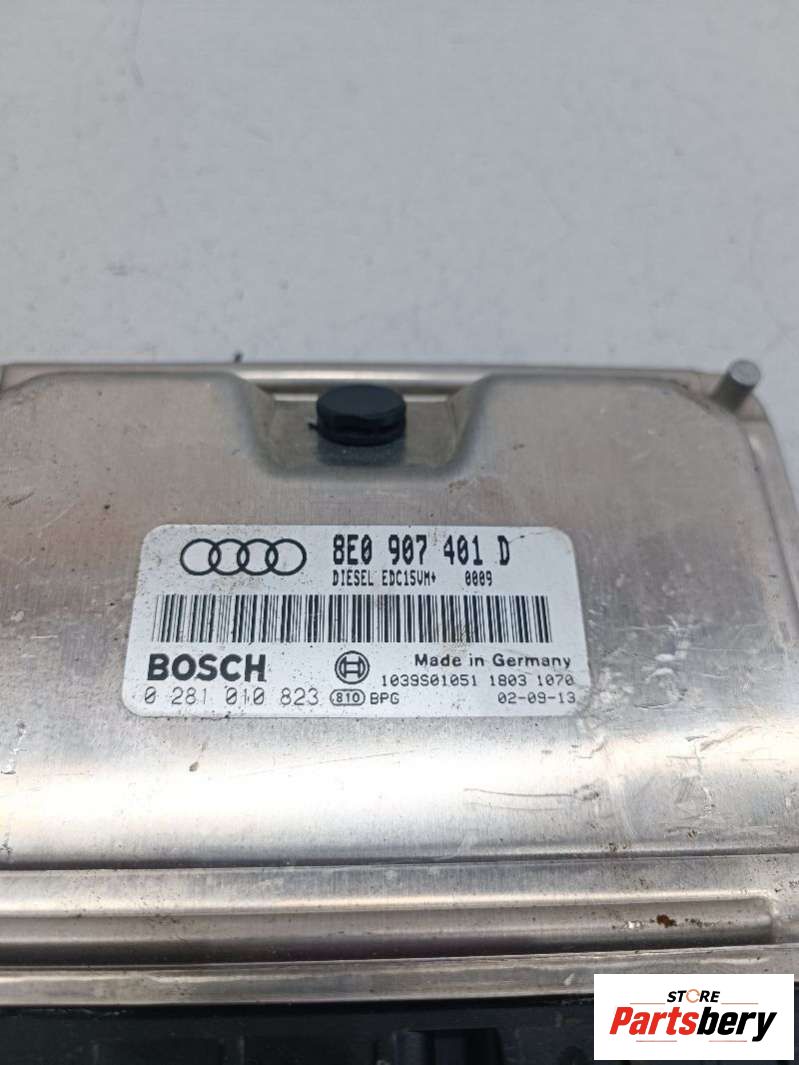 8E0 907 401 D
DIESEL EDC15VM+ 0009
BOSCH
Made in Germany
1039S01051 1803 1070
0 281 010 823 810 BPG 02-09-13
STORE
Partsbery